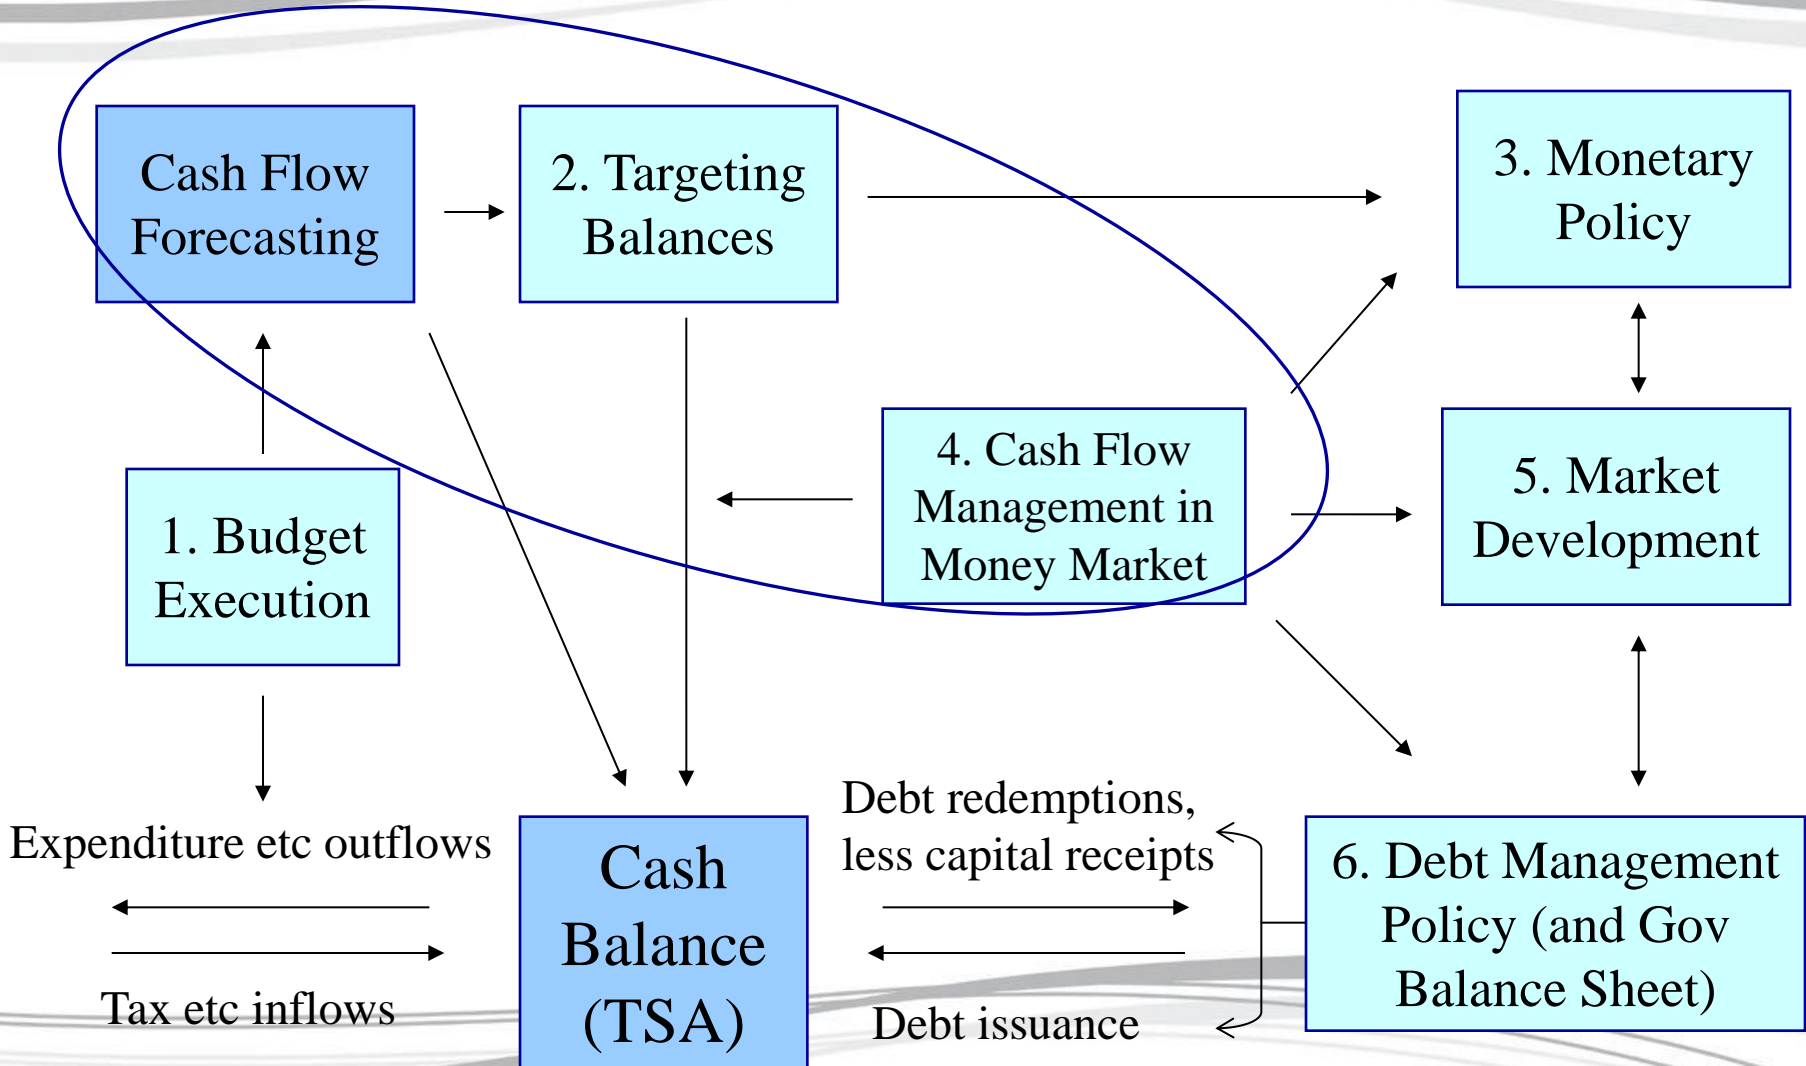 Cash Flow
Forecasting
2. Targeting
Balances
3. Monetary
Policy
4. Cash Flow
Management in
Money Market
5. Market
Development
1. Budget
Execution
Expenditure etc outflows
Tax etc inflows
Cash
Balance
(TSA)
Debt redemptions,
less capital receipts
Debt issuance
6. Debt Management
Policy (and Gov
Balance Sheet)